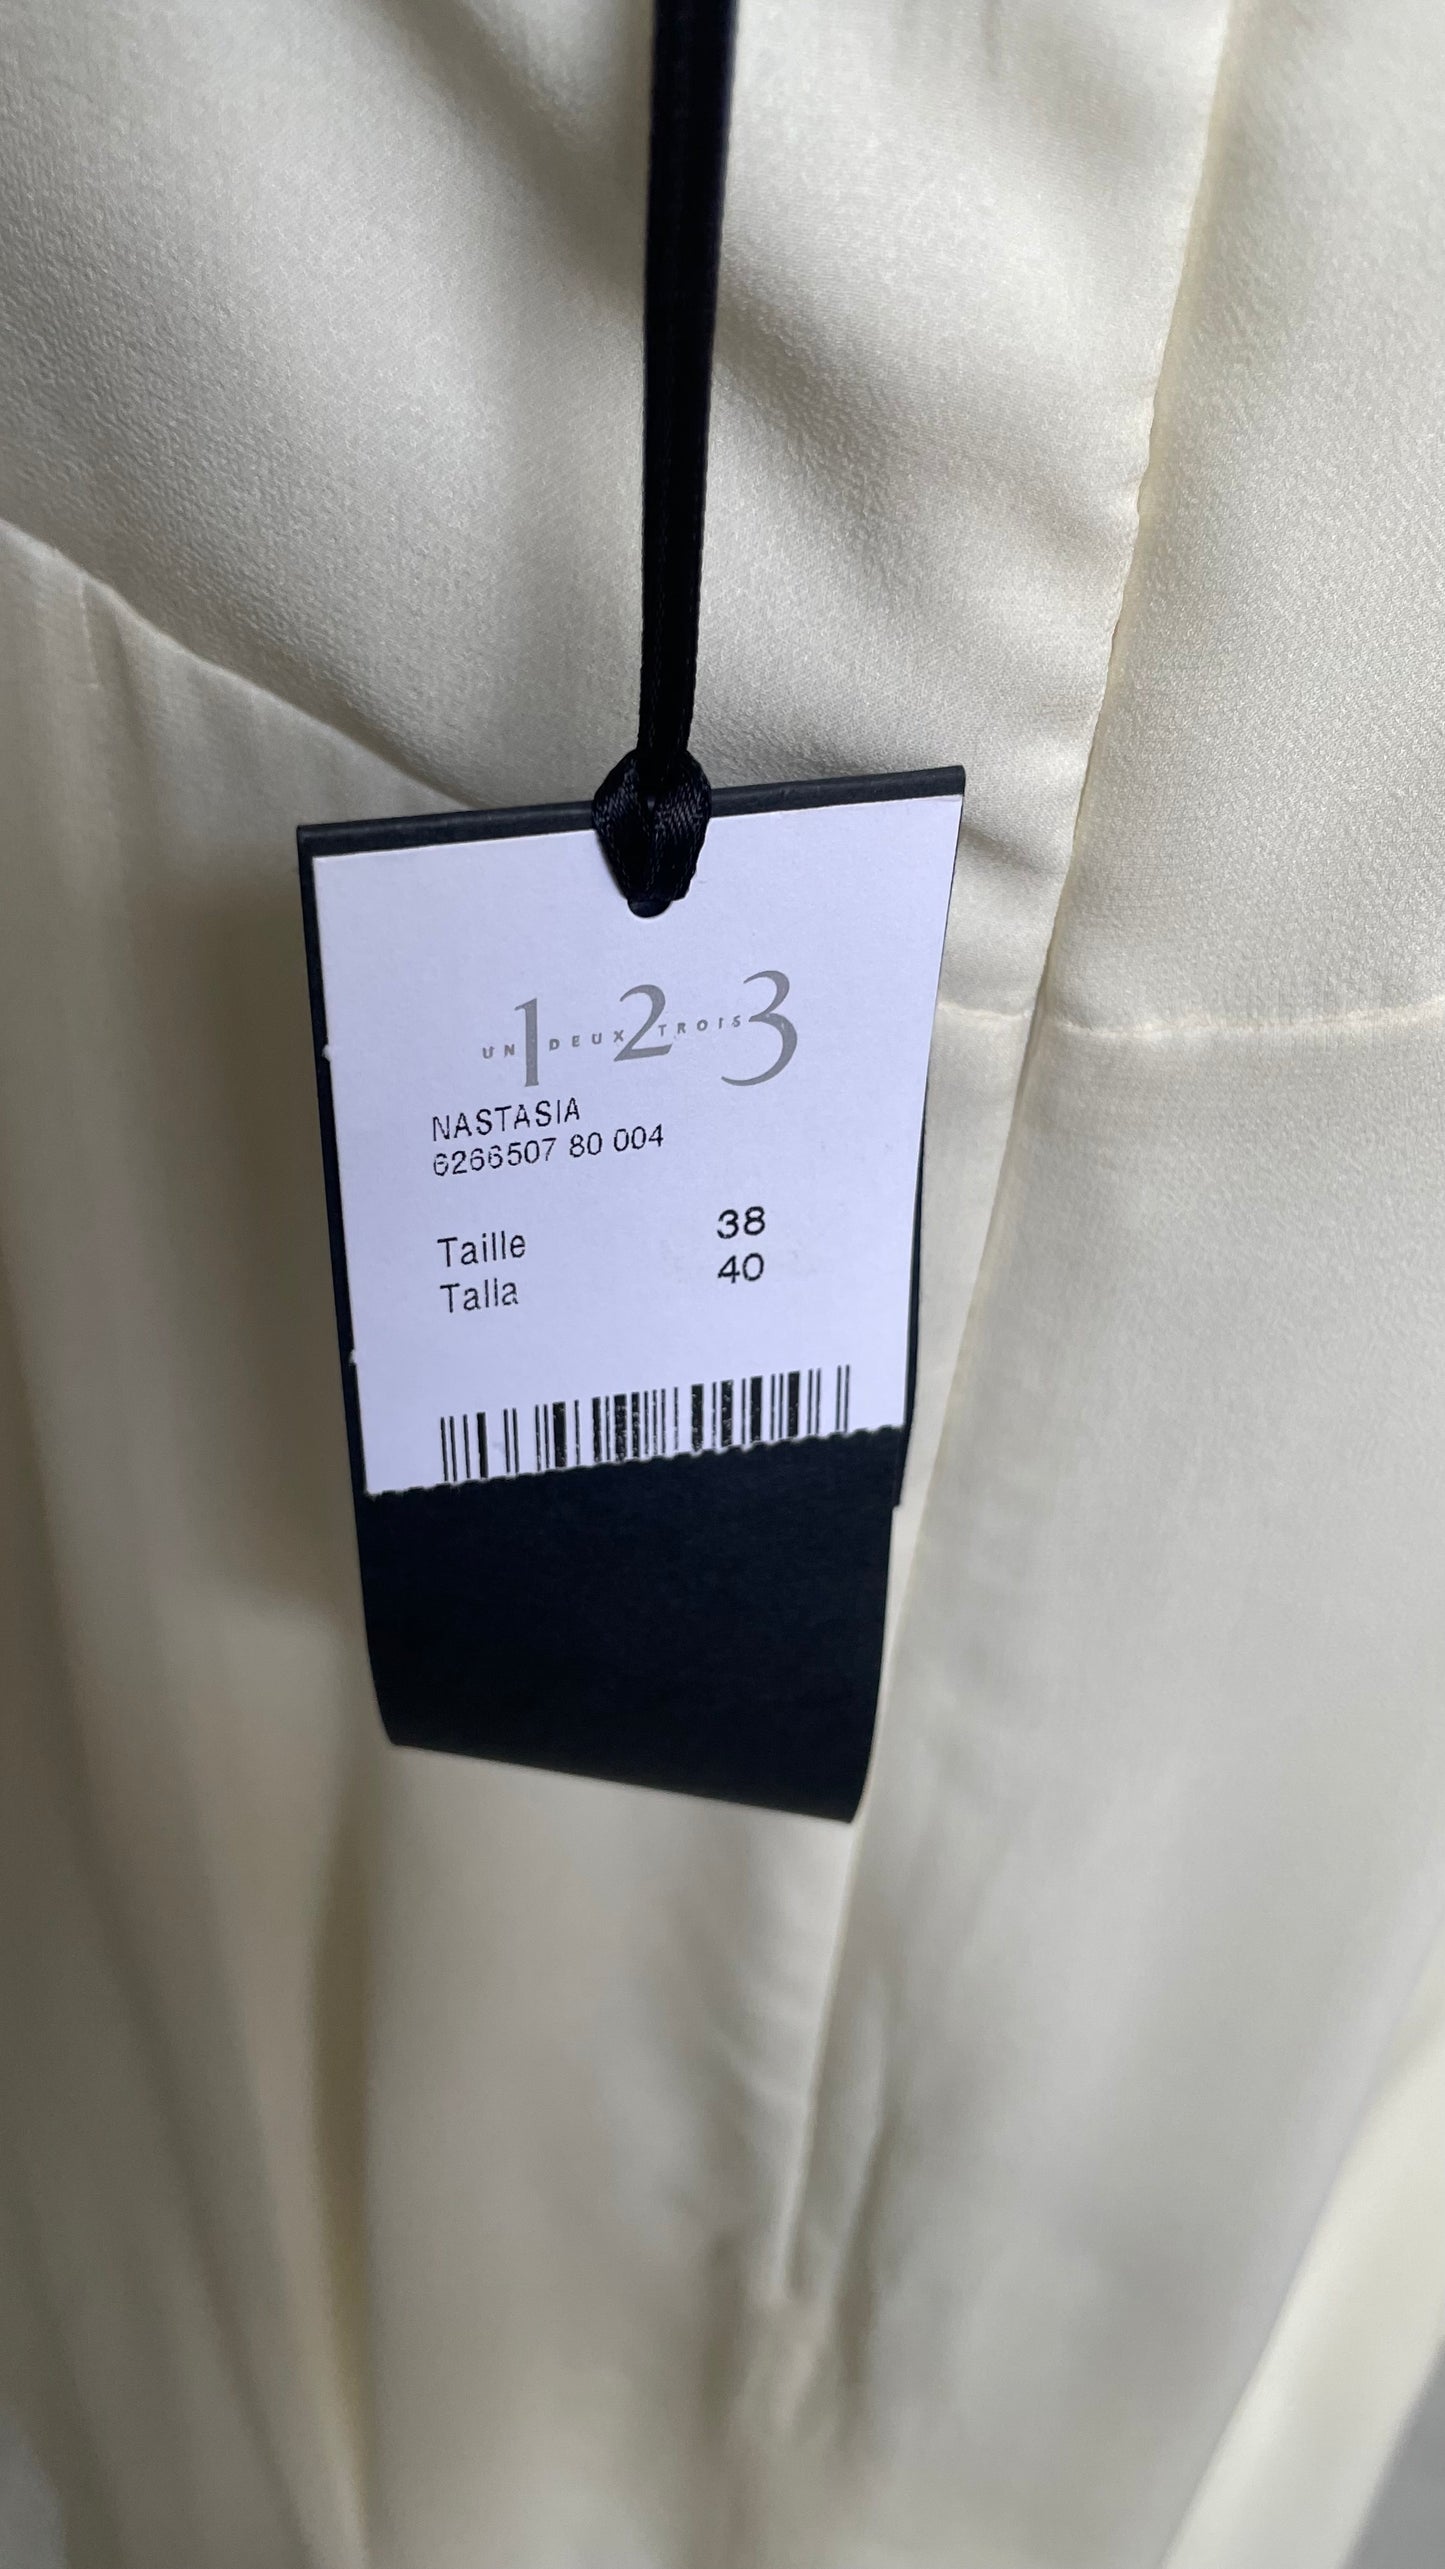 UN 1 DEUX 2 TROIS 3
NASTASIA
6266507 80 004
Taille 38
Talla 40